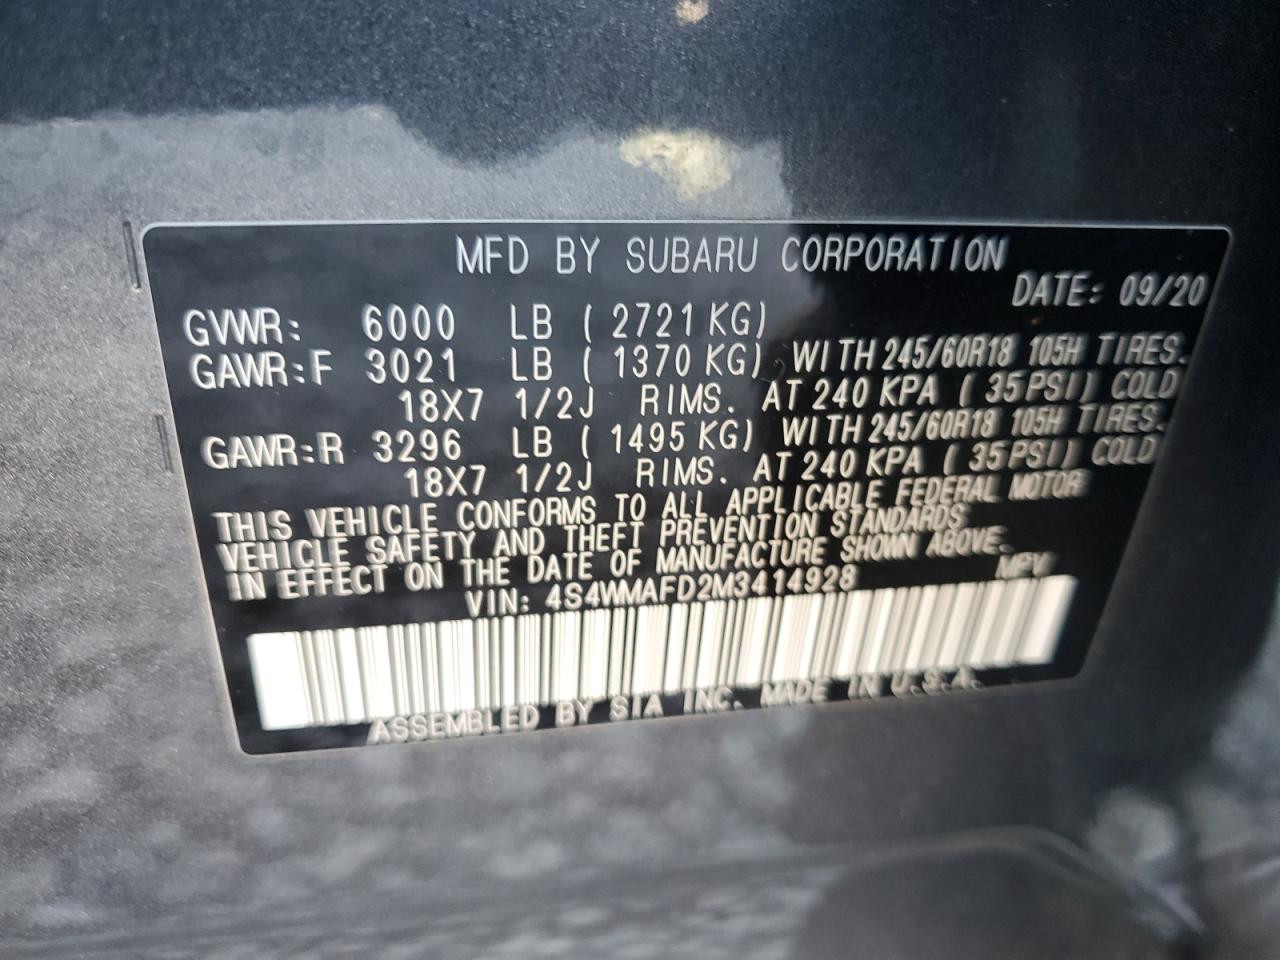 MFD BY SUBARU CORPORATION
DATE: 09/20
GVWR: 6000 LB ( 2721 KG)
GAWR:F 3021 LB ( 1370 KG) WITH 245/60R18 105H TIRES.
18X7 1/2J RIMS. AT 240 KPA ( 35PSI) COLD
GAWR:R 3296 LB ( 1495 KG) WITH 245/60R18 105H TIRES.
18X7 1/2J RIMS. AT 240 KPA ( 35PSI) COLD
THIS VEHICLE CONFORMS TO ALL APPLICABLE FEDERAL MOTOR
VEHICLE SAFETY AND THEFT PREVENTION STANDARDS
IN EFFECT ON THE DATE OF MANUFACTURE SHOWN ABOVE.
VIN: 4S4WMAFD2M3414928 MPV
ASSEMBLED BY SIA INC. MADE IN U.S.A.